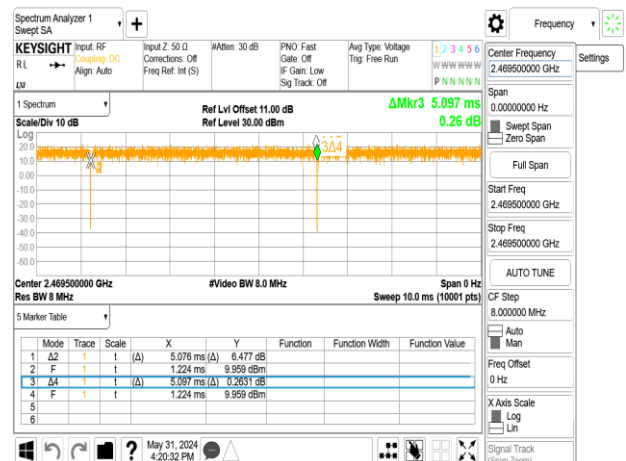 Spectrum Analyzer 1
Swept SA
+
Frequency
KEYSIGHT
RL
LXI
Input: RF
Coupling: DC
Align: Auto
Input Z: 50 Ω
Corrections: Off
Freq Ref: Int (S)
#Atten: 30 dB
PNO: Fast
Gate: Off
IF Gain: Low
Sig Track: Off
Avg Type: Voltage
Trig: Free Run
1 2 3 4 5 6
W W W W W W
P N N N N N
Center Frequency
2.469500000 GHz
Settings
Span
0.00000000 Hz
Swept Span
Zero Span
Full Span
Start Freq
2.469500000 GHz
Stop Freq
2.469500000 GHz
AUTO TUNE
CF Step
8.000000 MHz
Auto
Man
Freq Offset
0 Hz
X Axis Scale
Log
Lin
Signal Track
(Span Zoom)
1 Spectrum
Scale/Div 10 dB
Ref Lvl Offset 11.00 dB
Ref Level 30.00 dBm
ΔMkr3 5.097 ms
0.26 dB
Log
20.0
10.0
0.00
-10.0
-20.0
-30.0
-40.0
-50.0
-60.0
3Δ4
Center 2.469500000 GHz
Res BW 8 MHz
#Video BW 8.0 MHz
Span 0 Hz
Sweep 10.0 ms (10001 pts)
5 Marker Table
Mode Trace Scale X Y Function Function Width Function Value
1 Δ2 1 t (Δ) 5.076 ms (Δ) 6.477 dB
2 F 1 t 1.224 ms 9.959 dBm
3 Δ4 1 t (Δ) 5.097 ms (Δ) 0.2631 dB
4 F 1 t 1.224 ms 9.959 dBm
5
6
?
May 31, 2024
4:20:32 PM